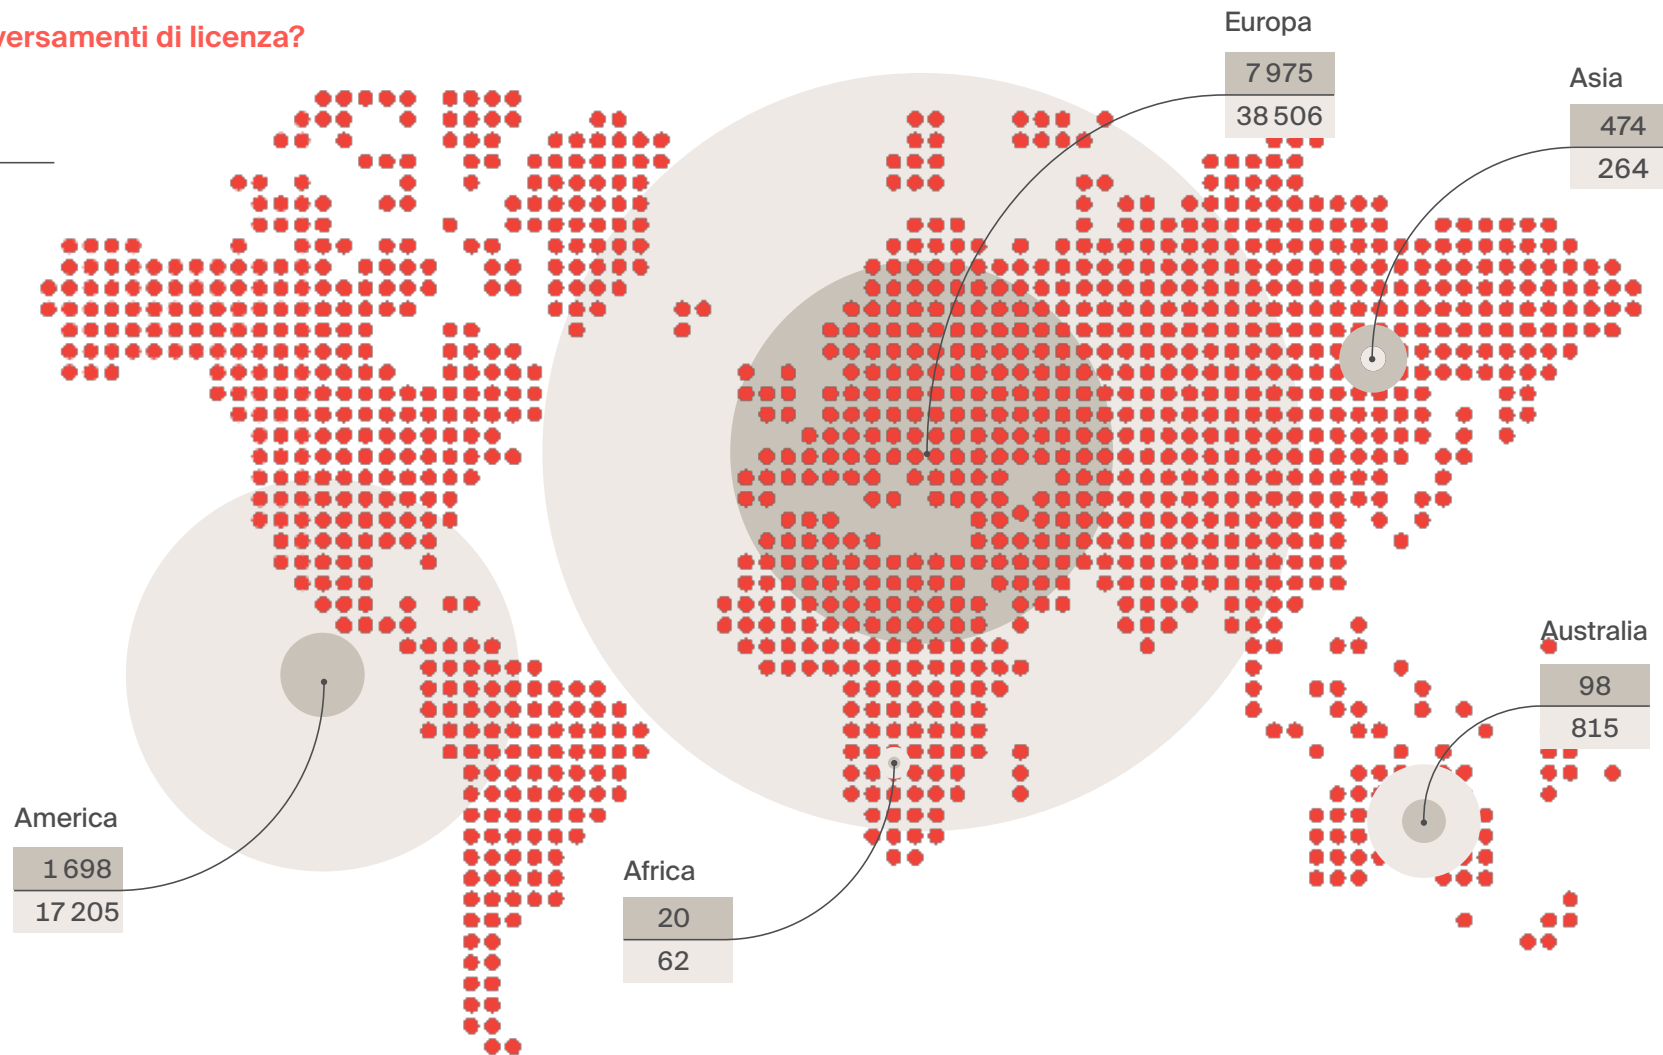 versamenti di licenza?
Europa
7 975
38 506
Asia
474
264
Australia
98
815
America
1 698
17 205
Africa
20
62